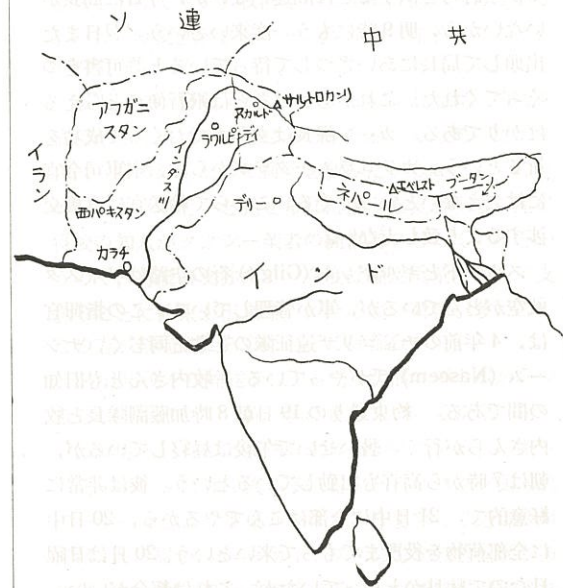 ソ連
中共
アフガニ
スタン
スカルド
サルトロカンリ
ラワルピンディ
イラン
インダス川
西パキスタン
デリー
ネパール
エベレスト
ブータン
カラチ
インド